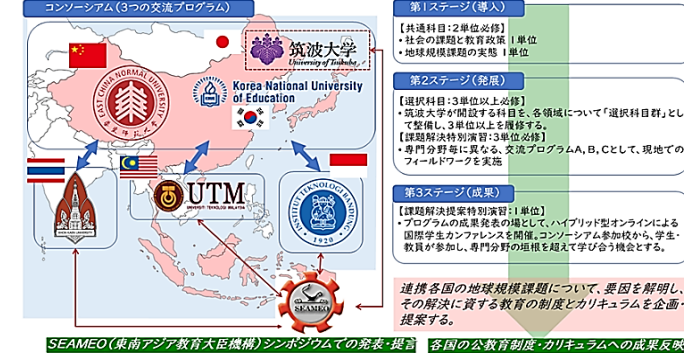 コンソーシアム(3つの交流プログラム)
筑波大学
University of Tsukuba
EAST CHINA NORMAL UNIVERSITY
Korea National University
of Education
UTM
UNIVERSITI TEKNOLOGI MALAYSIA
INSTITUT TEKNOLOGI BANDUNG
1920
SEAMEO
SEAMEO(東南アジア教育大臣機構)シンポジウムでの発表・提言
第1ステージ(導入)
【共通科目:2単位必修】
・社会の課題と教育政策 1単位
・地球規模課題の実態 1単位
第2ステージ(発展)
【選択科目:3単位以上必修】
・筑波大学が開設する科目を、各領域について「選択科目群」とし
て整備し、3単位以上を履修する。
【課題解決特別演習:3単位必修】
・専門分野毎に異なる、交流プログラムA, B, Cとして、現地での
フィールドワークを実施
第3ステージ(成果)
【課題解決提案特別演習:1単位】
・プログラムの成果発表の場として、ハイブリッド型オンラインによる
国際学生カンファレンスを開催。コンソーシアム参加校から、学生・
教員が参加し、専門分野の垣根を超えて学び合う機会とする。
連携各国の地球規模課題について、要因を解明し、
その解決に資する教育の制度とカリキュラムを企画・
提案する。
各国の公教育制度・カリキュラムへの成果反映